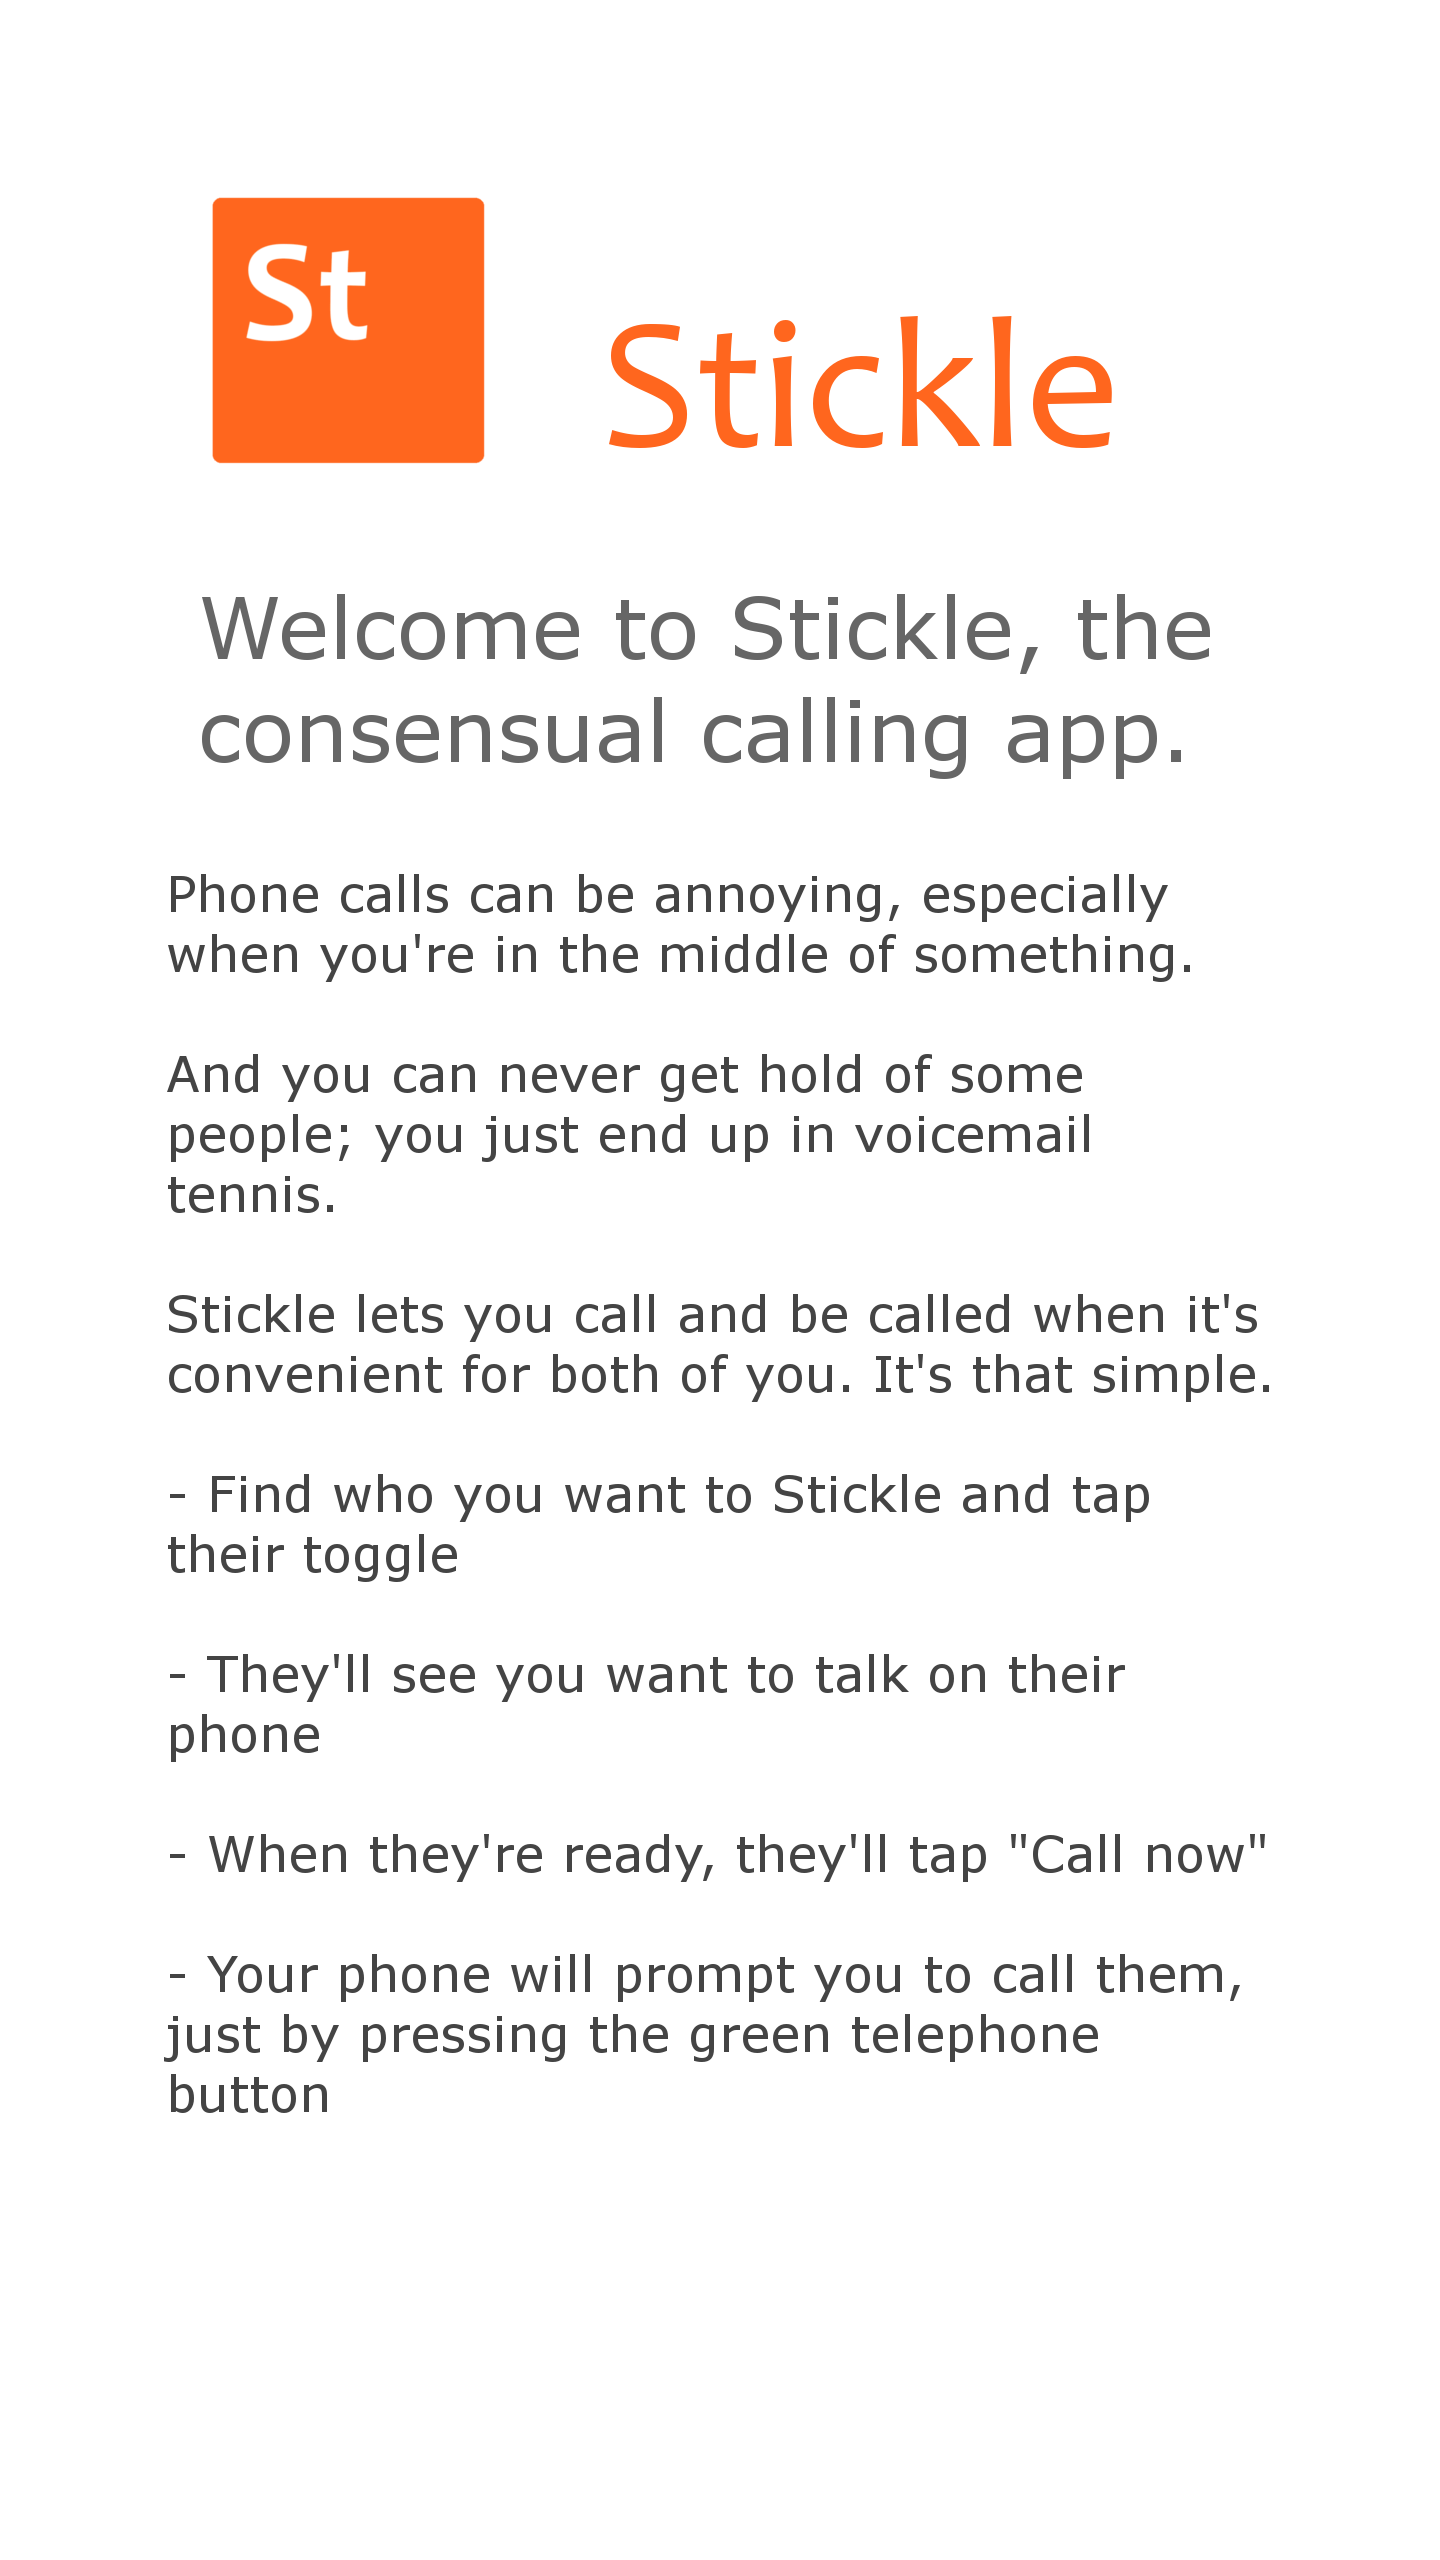 St
Stickle
Welcome to Stickle, the
consensual calling app.
Phone calls can be annoying, especially
when you're in the middle of something.
And you can never get hold of some
people; you just end up in voicemail
tennis.
Stickle lets you call and be called when it's
convenient for both of you. It's that simple.
- Find who you want to Stickle and tap
their toggle
- They'll see you want to talk on their
phone
- When they're ready, they'll tap "Call now"
- Your phone will prompt you to call them,
just by pressing the green telephone
button